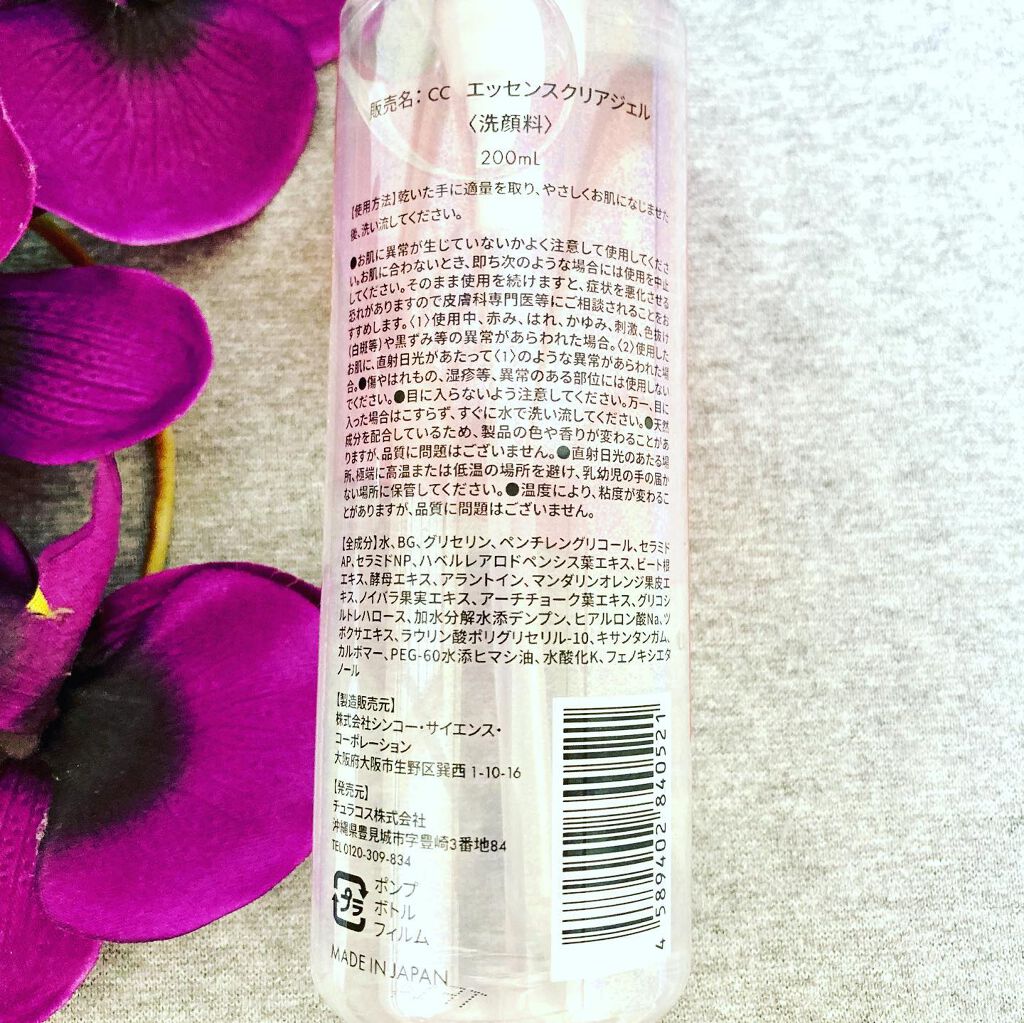 販売名：CC エッセンスクリアジェル
〈洗顔料〉
200mL
【使用方法】乾いた手に適量を取り、やさしくお肌になじませた
後、洗い流してください。
●お肌に異常が生じていないかよく注意して使用してくださ
い。お肌に合わないとき、即ち次のような場合には使用を中止
してください。そのまま使用を続けますと、症状を悪化させる
恐れがありますので皮膚科専門医等にご相談されることをお
すすめします。〈1〉使用中、赤み、はれ、かゆみ、刺激、色抜け
(白斑等)や黒ずみ等の異常があらわれた場合。〈2〉使用した
お肌に、直射日光があたって〈1〉のような異常があらわれた場
合。●傷やはれもの、湿疹等、異常のある部位には使用しない
でください。●目に入らないよう注意してください。万一、目に
入った場合はこすらず、すぐに水で洗い流してください。●天然
成分を配合しているため、製品の色や香りが変わることがあ
りますが、品質に問題はございません。●直射日光のあたる場
所、極端に高温または低温の場所を避け、乳幼児の手の届か
ない場所に保管してください。●温度により、粘度が変わるこ
とがありますが、品質に問題はございません。
【全成分】水、BG、グリセリン、ペンチレングリコール、セラミド
AP、セラミドNP、ハベルレアロドペンシス葉エキス、ビート根
エキス、酵母エキス、アラントイン、マンダリンオレンジ果皮エ
キス、ノイバラ果実エキス、アーチチョーク葉エキス、グリコシ
ルトレハロース、加水分解水添デンプン、ヒアルロン酸Na、ツ
ボクサエキス、ラウリン酸ポリグリセリル-10、キサンタンガム、
カルボマー、PEG-60水添ヒマシ油、水酸化K、フェノキシエタ
ノール
【製造販売元】
株式会社シンコー・サイエンス・
コーポレーション
大阪府大阪市生野区巽西 1-10-16
【発売元】
チュラコス株式会社
沖縄県豊見城市字豊崎3番地84
TEL 0120-309-834
プラ
ポンプ
ボトル
フィルム
MADE IN JAPAN
4 589402 840521